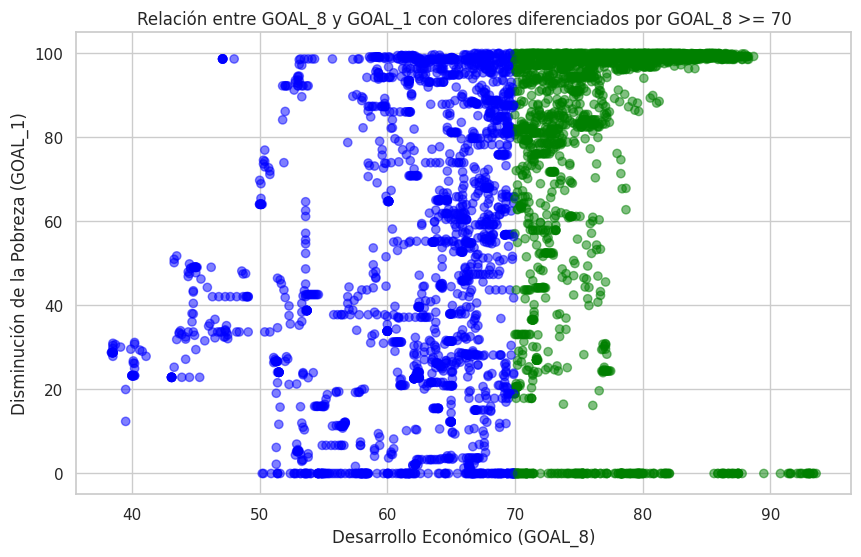 Relación entre GOAL_8 y GOAL_1 con colores diferenciados por GOAL_8 >= 70
100
80
60
40
20
0
Disminución de la Pobreza (GOAL_1)
40 50 60 70 80 90
Desarrollo Económico (GOAL_8)